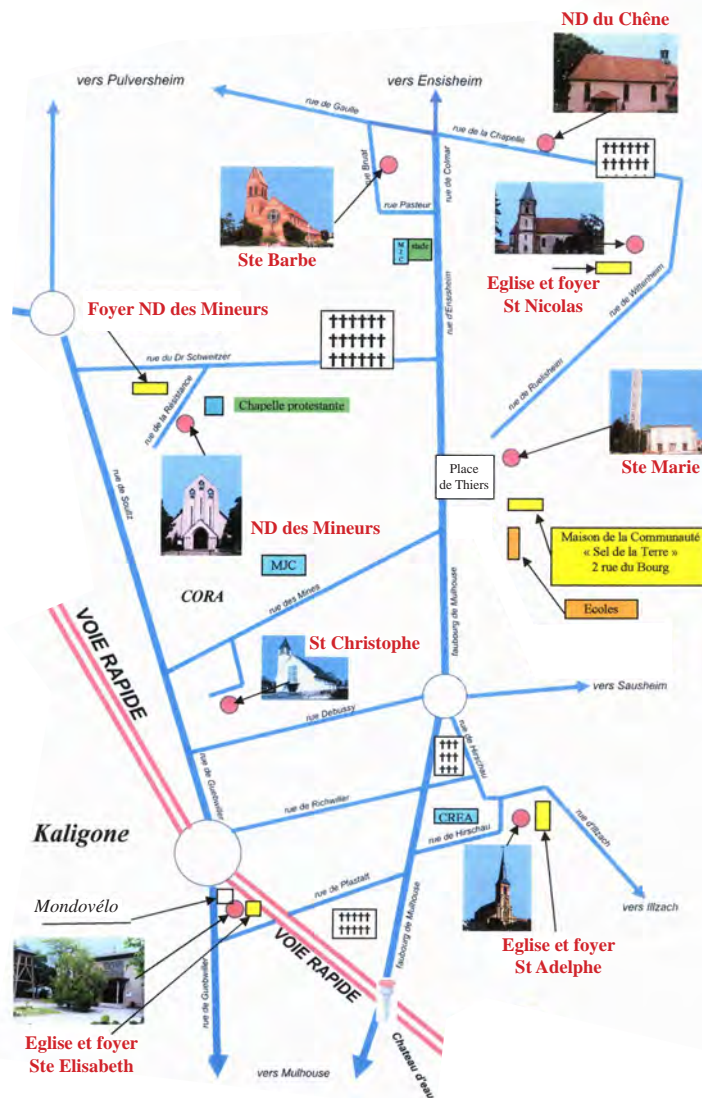 ND du Chêne
vers Pulversheim
vers Ensisheim
rue de Gaulle
rue de la Chapelle
rue Bruat
rue de Colmar
rue Pasteur
Ste Barbe
MJC
stade
Eglise et foyer
St Nicolas
rue de Wittenheim
Foyer ND des Mineurs
rue d'Ensisheim
rue du Dr Schweitzer
rue de Ruelisheim
rue de la Résistance
Chapelle protestante
Ste Marie
Place
de Thiers
rue de Soultz
ND des Mineurs
Maison de la Communauté
« Sel de la Terre »
2 rue du Bourg
MJC
CORA
rue des Mines
Ecoles
faubourg de Mulhouse
VOIE RAPIDE
St Christophe
vers Sausheim
rue Debussy
rue de Hirschau
rue de Guebwiller
rue de Richwiller
CREA
rue de Hirschau
rue d'Illzach
Kaligone
rue de Pfastatt
vers Illzach
Mondovélo
VOIE RAPIDE
faubourg de Mulhouse
Eglise et foyer
St Adelphe
rue de Guebwiller
Eglise et foyer
Ste Elisabeth
vers Mulhouse
Chateau d'eau